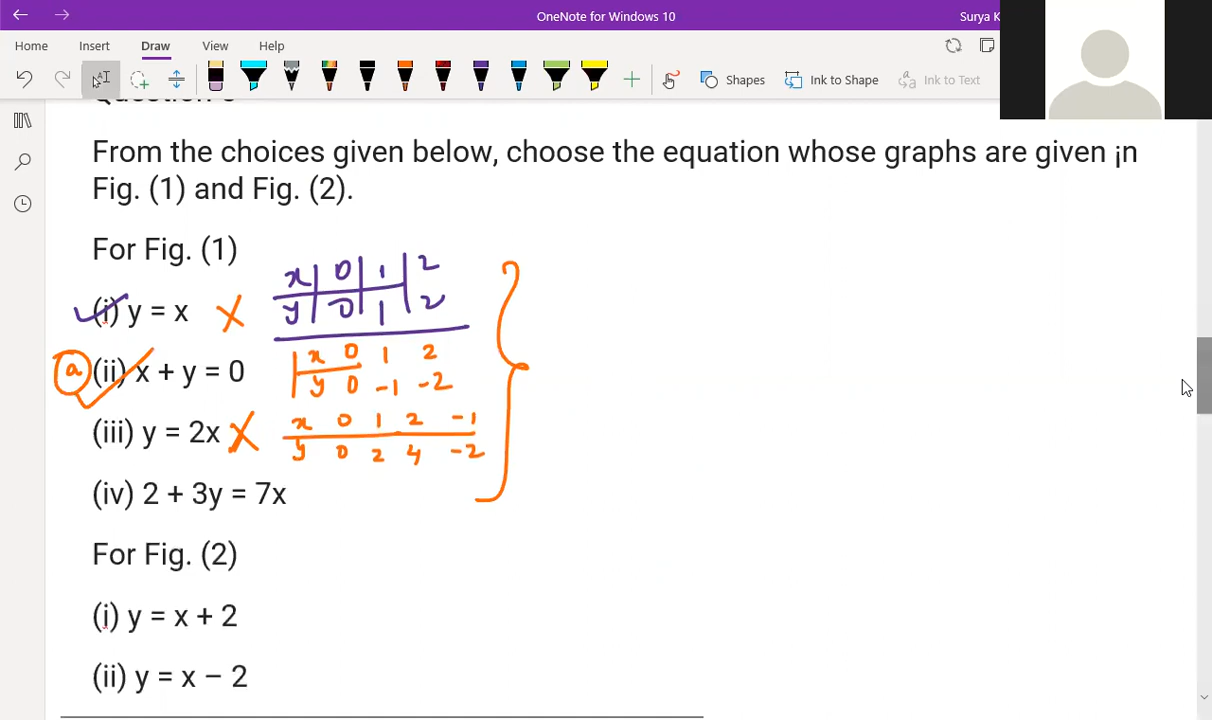 OneNote for Windows 10
Surya K
Home Insert Draw View Help
Shapes Ink to Shape Ink to Text
From the choices given below, choose the equation whose graphs are given ¡n
Fig. (1) and Fig. (2).
For Fig. (1)
x 0 1 2
(i) y = x X
y 0 1 2
x 0 1 2
a (ii) x + y = 0
y 0 -1 -2
x 0 1 2 -1
(iii) y = 2x X
y 0 2 4 -2
(iv) 2 + 3y = 7x
For Fig. (2)
(i) y = x + 2
(ii) y = x – 2